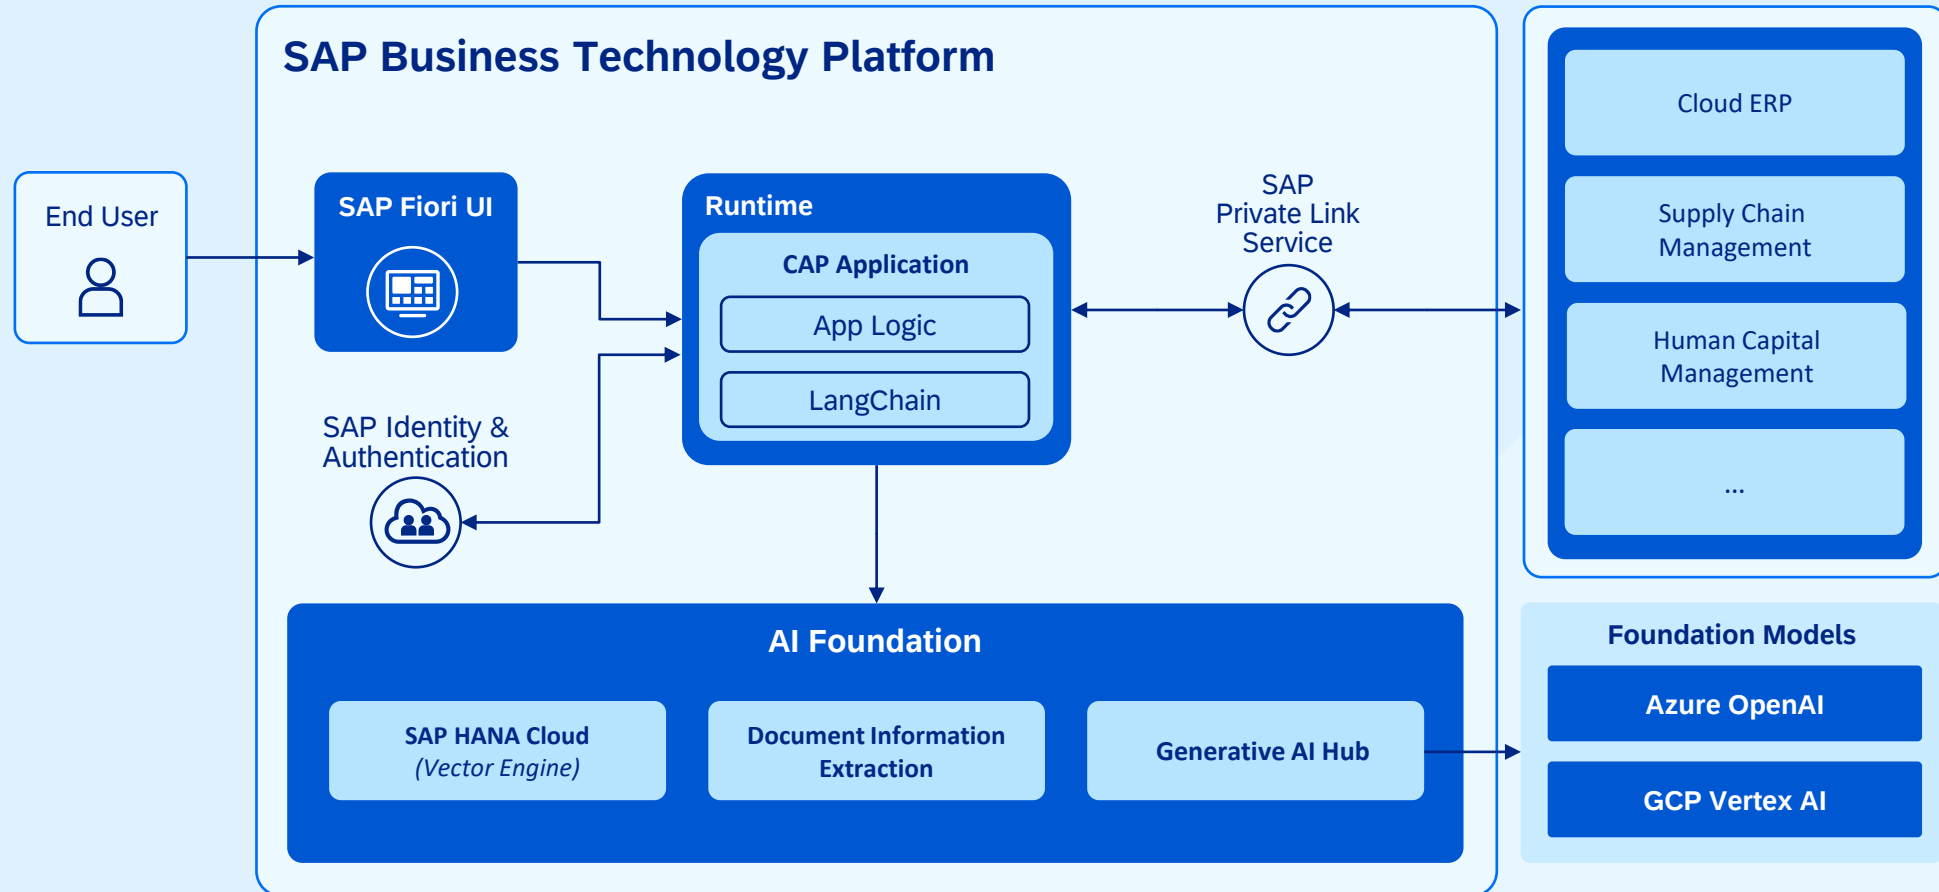 SAP Business Technology Platform
End User
SAP Fiori UI
SAP Identity &
Authentication
Runtime
CAP Application
App Logic
LangChain
SAP
Private Link
Service
Cloud ERP
Supply Chain
Management
Human Capital
Management
...
AI Foundation
SAP HANA Cloud
(Vector Engine)
Document Information
Extraction
Generative AI Hub
Foundation Models
Azure OpenAI
GCP Vertex AI